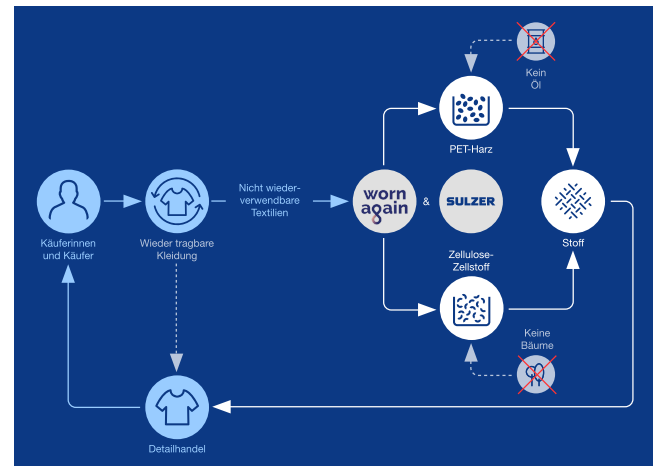 Kein
Öl
PET-Harz
Nicht wieder-
verwendbare
Textilien
worn
again
&
SULZER
Käuferinnen
und Käufer
Wieder tragbare
Kleidung
Stoff
Zellulose-
Zellstoff
Keine
Bäume
Detailhandel